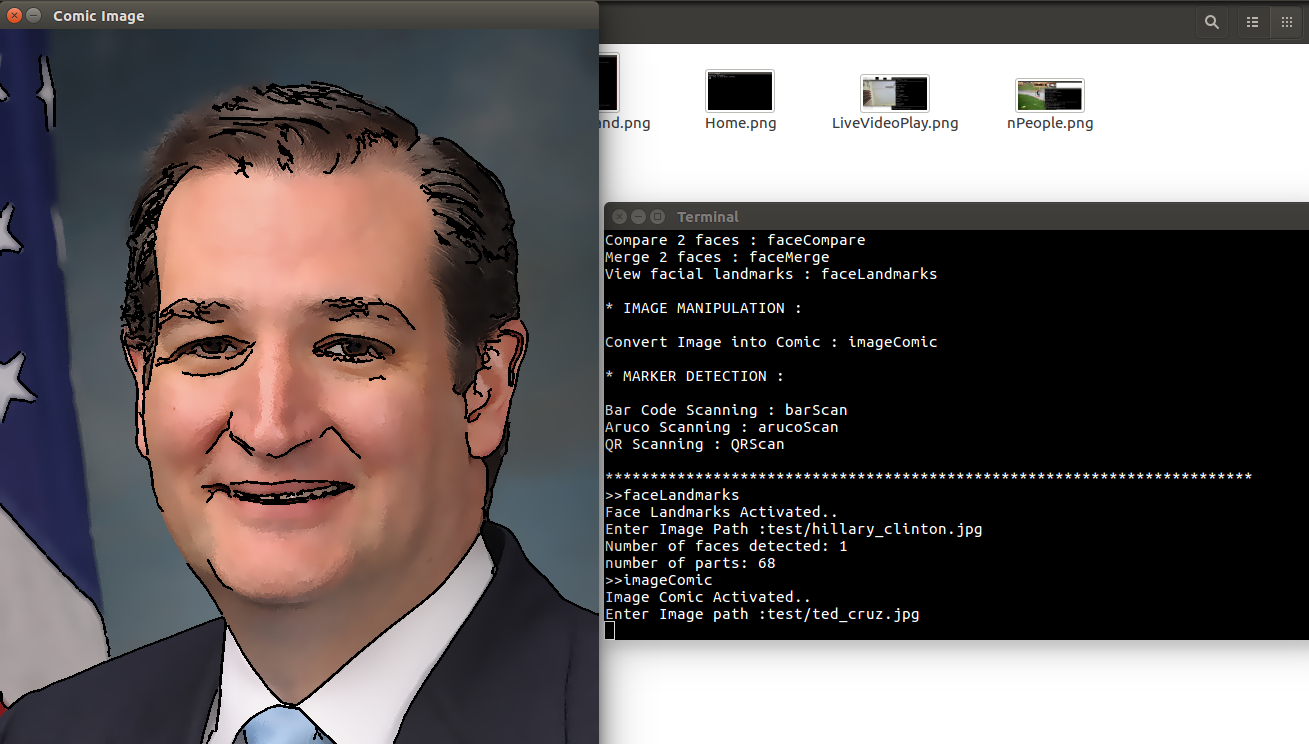 Comic Image
and.png
Home.png
LiveVideoPlay.png
nPeople.png
Terminal
Compare 2 faces : faceCompare
Merge 2 faces : faceMerge
View facial landmarks : faceLandmarks
* IMAGE MANIPULATION :
Convert Image into Comic : imageComic
* MARKER DETECTION :
Bar Code Scanning : barScan
Aruco Scanning : arucoScan
QR Scanning : QRScan
************************************************************************
>>faceLandmarks
Face Landmarks Activated..
Enter Image Path :test/hillary_clinton.jpg
Number of faces detected: 1
number of parts: 68
>>imageComic
Image Comic Activated..
Enter Image path :test/ted_cruz.jpg